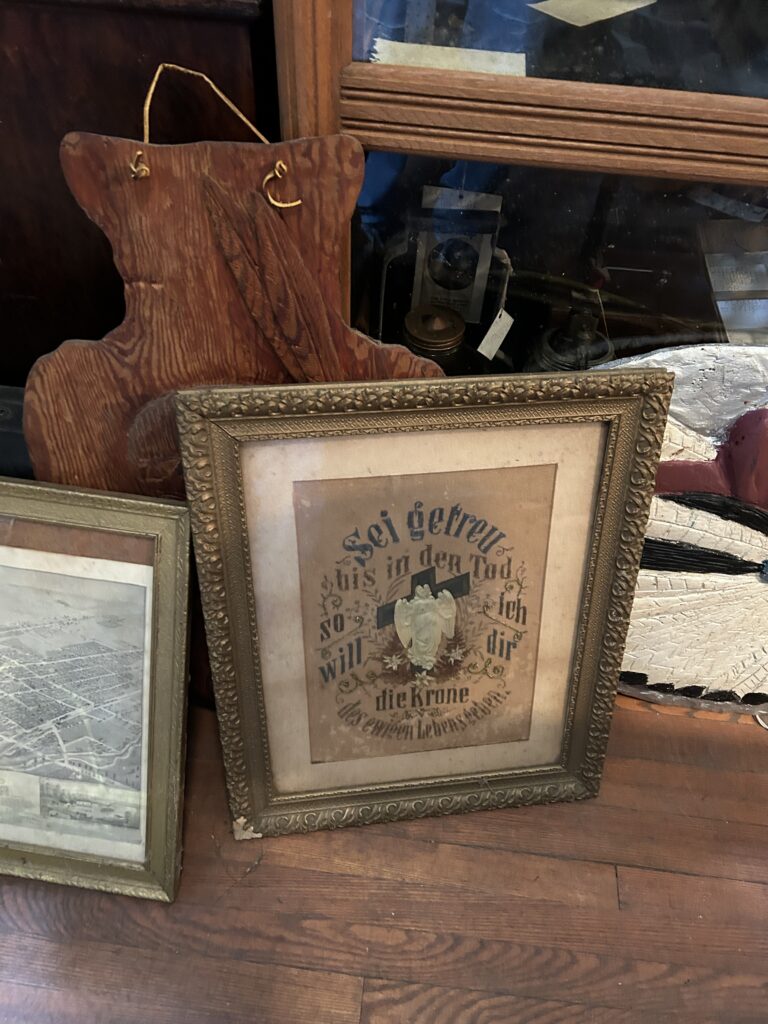 Sei getreu
bis in den Tod
so ich
will dir
die Krone
des ewigen Lebens geben.